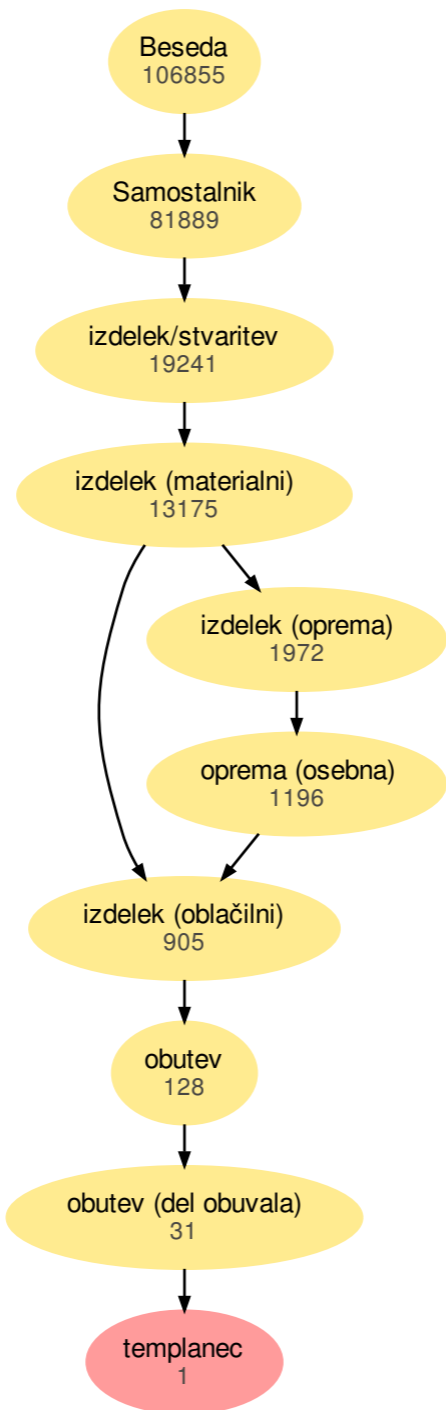 Beseda
106855
Samostalnik
81889
izdelek/stvaritev
19241
izdelek (materialni)
13175
izdelek (oprema)
1972
oprema (osebna)
1196
izdelek (oblačilni)
905
obutev
128
obutev (del obuvala)
31
templanec
1